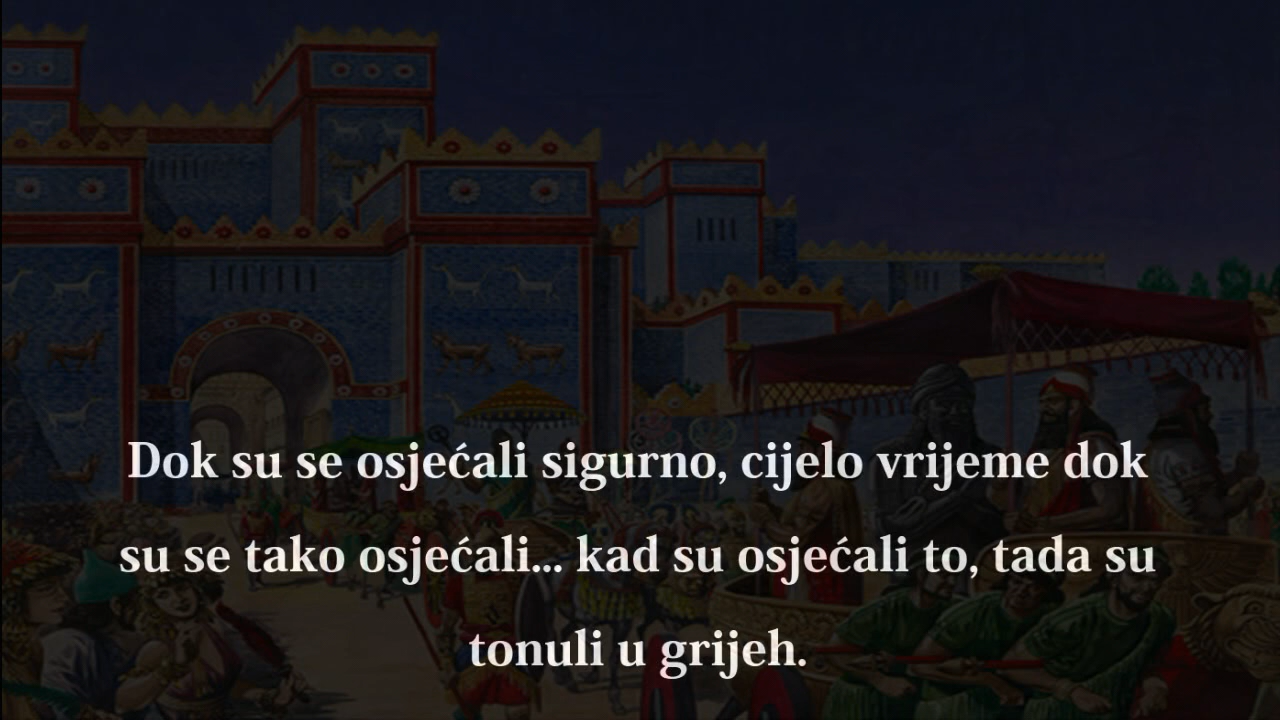 Dok su se osjećali sigurno, cijelo vrijeme dok
su se tako osjećali... kad su osjećali to, tada su
tonuli u grijeh.